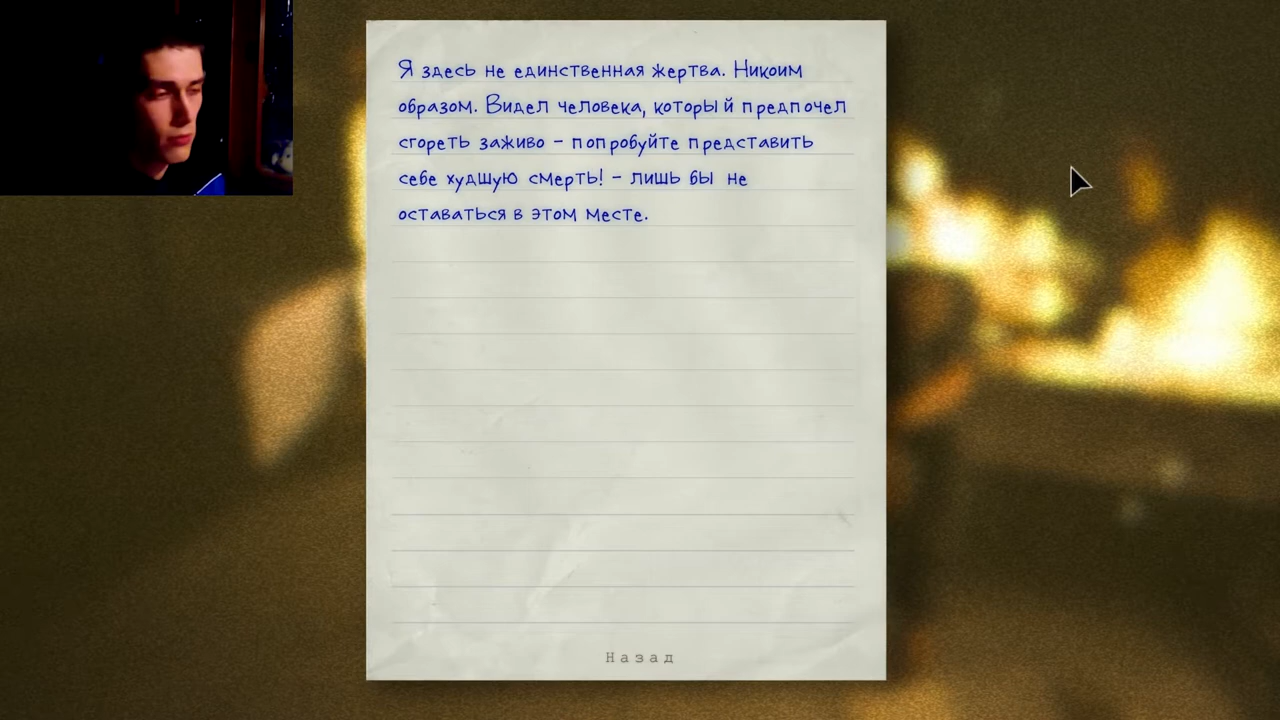 Я здесь не единственная жертва. Никоим
образом. Видел человека, который предпочел
сгореть заживо – попробуйте представить
себе худшую смерть! – лишь бы не
оставаться в этом месте.
Назад